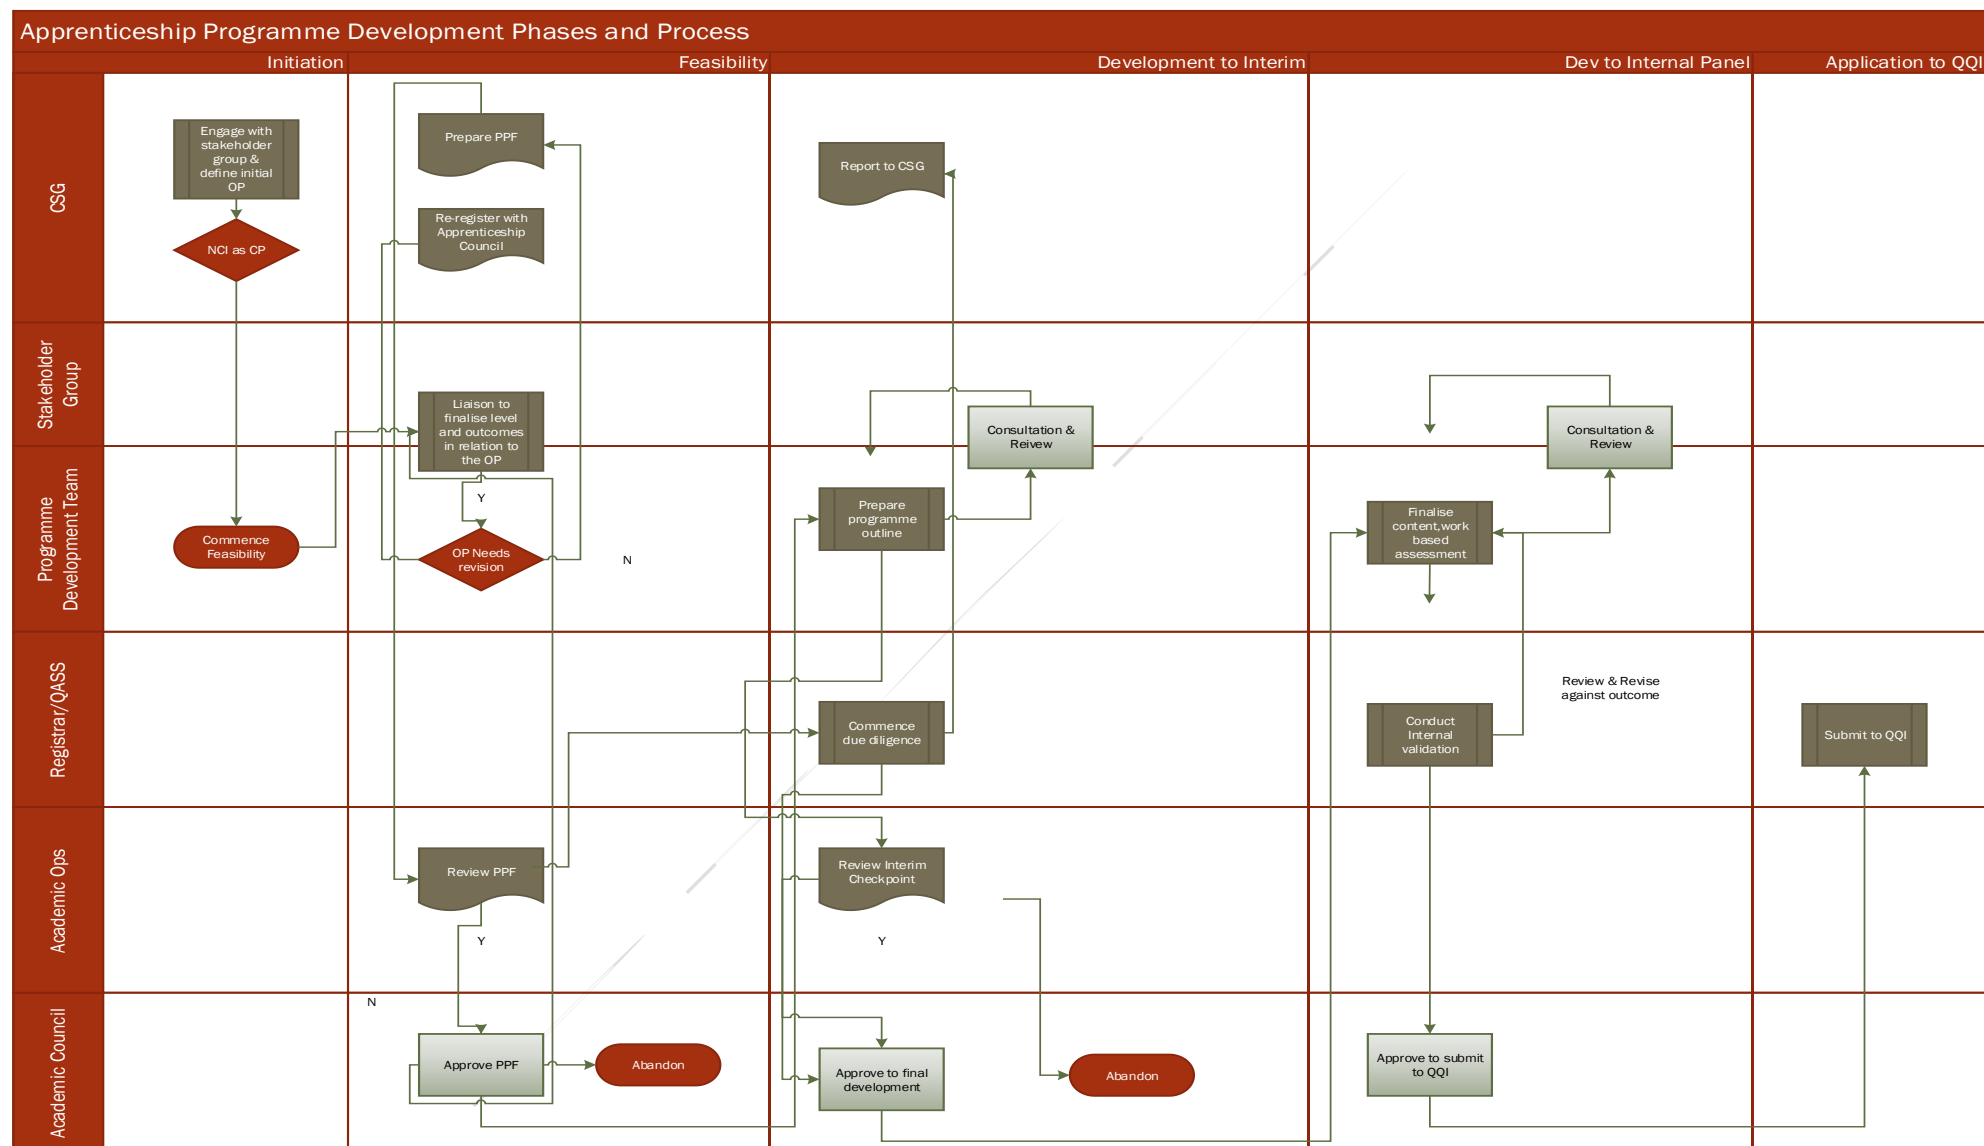 Apprenticeship Programme Development Phases and Process
Initiation
Feasibility
Development to Interim
Dev to Internal Panel
Application to QQI
CSG
Engage with
stakeholder
group &
define initial
OP
NCI as CP
Prepare PPF
Re-register with
Apprenticeship
Council
Report to CSG
Stakeholder
Group
Liaison to
finalise level
and outcomes
in relation to
the OP
Consultation &
Reivew
Consultation &
Review
Programme
Development Team
Commence
Feasibility
Y
OP Needs
revision
N
Prepare
programme
outline
Finalise
content,work
based
assessment
Registrar/QASS
Commence
due diligence
Review & Revise
against outcome
Conduct
Internal
validation
Submit to QQI
Academic Ops
Review PPF
Y
Review Interim
Checkpoint
Y
Academic Council
N
Approve PPF
Abandon
Approve to final
development
Abandon
Approve to submit
to QQI